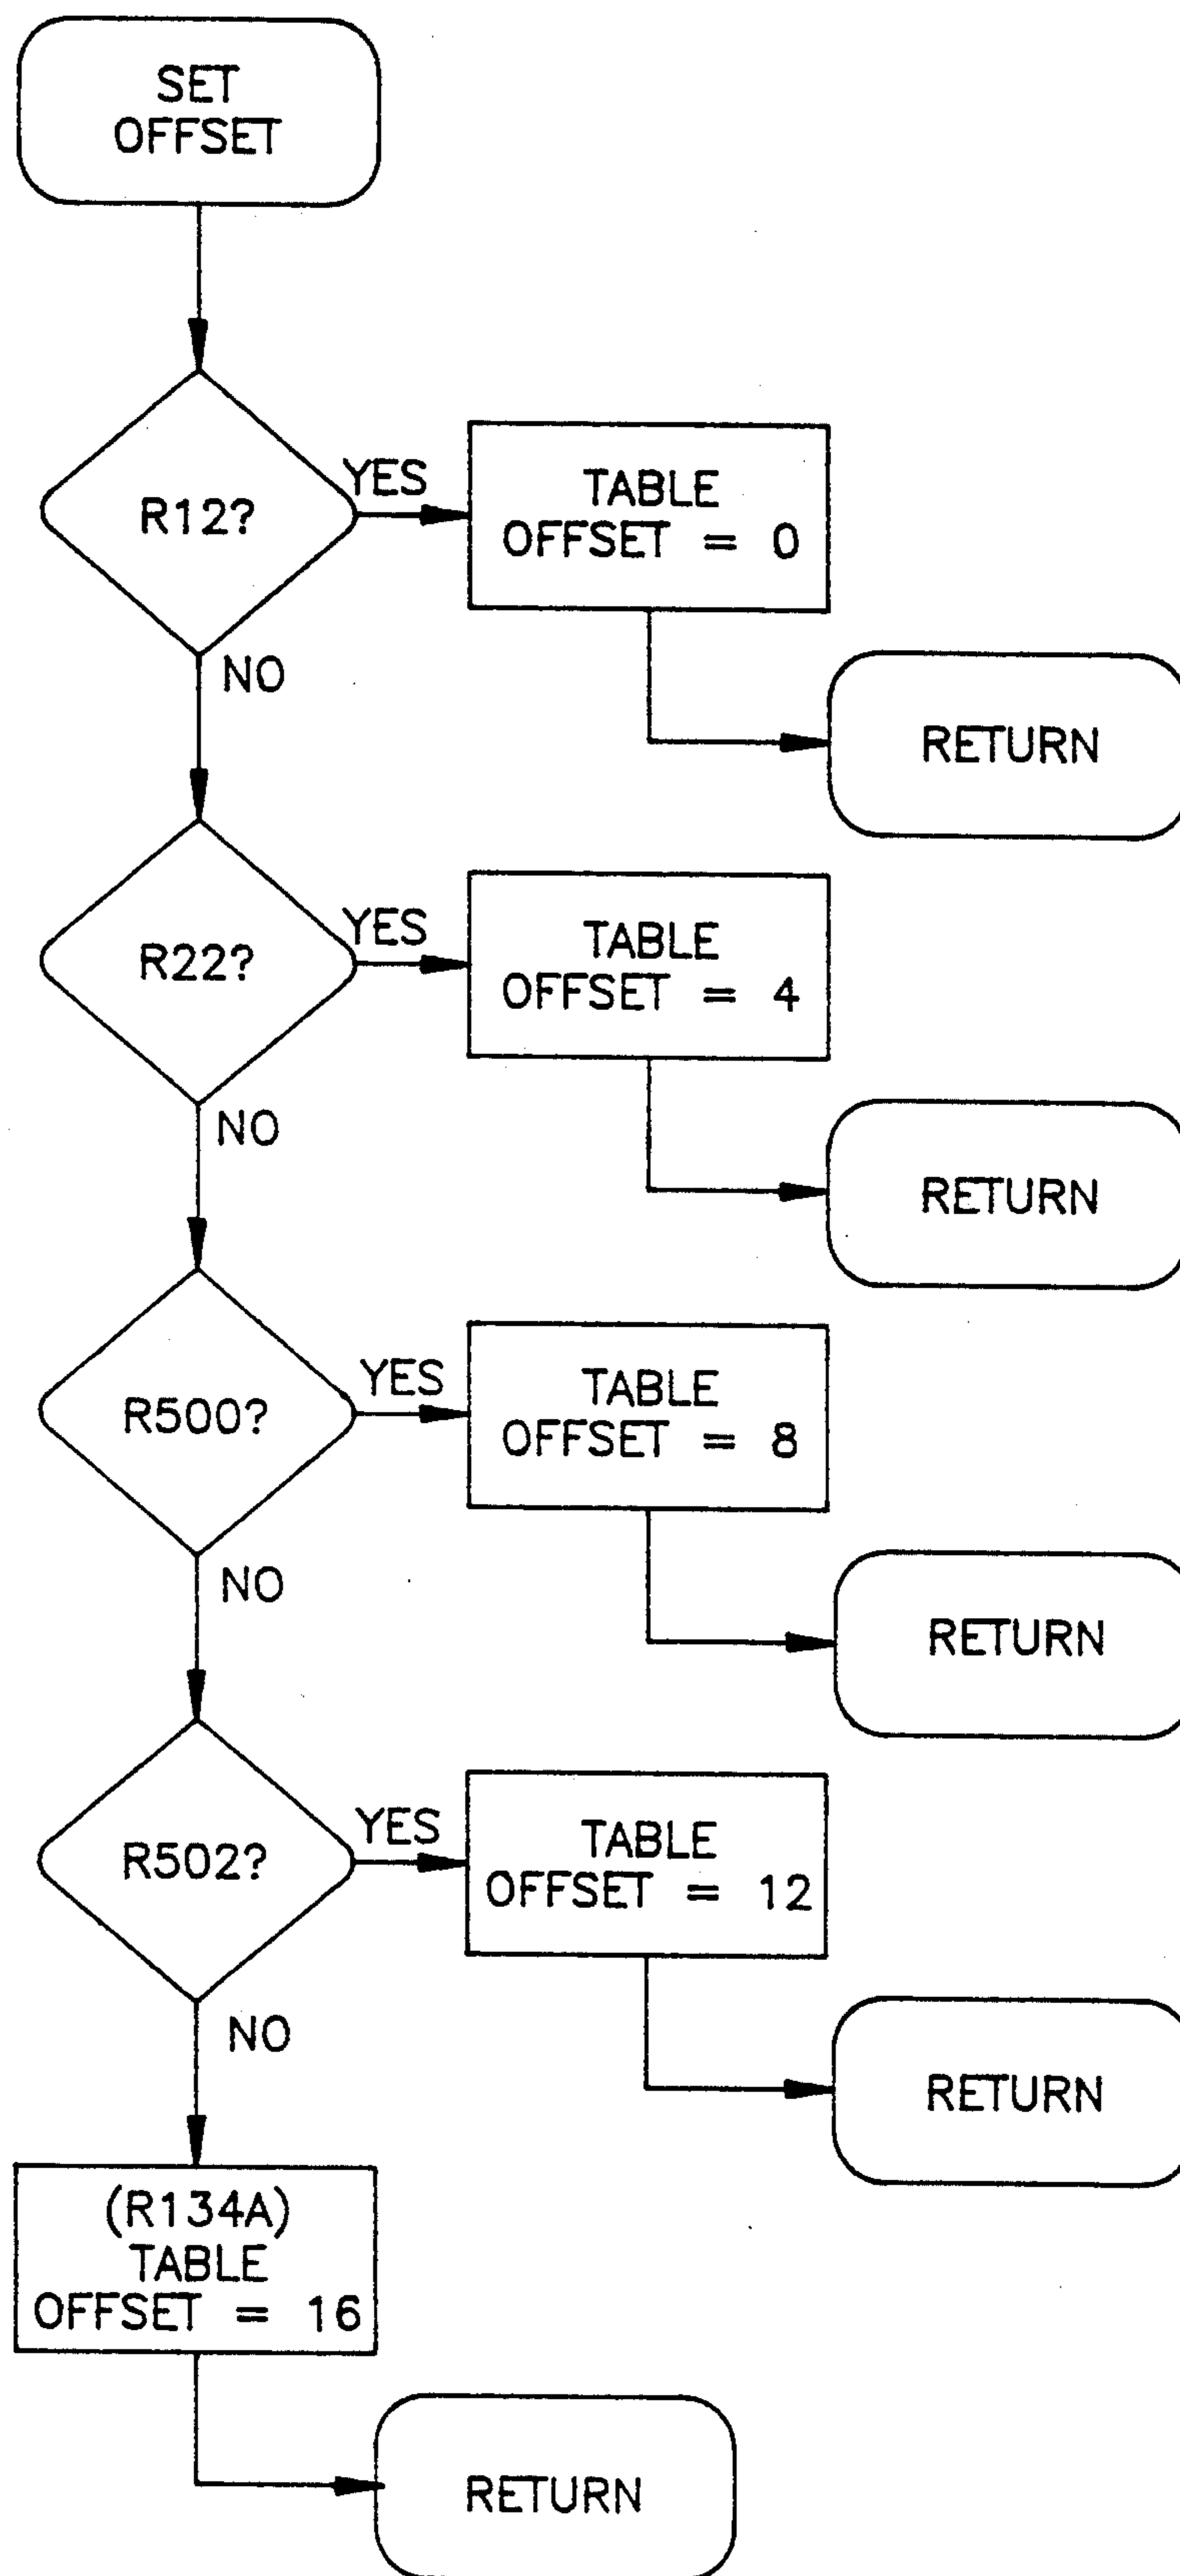 SET
OFFSET
R12?
YES
TABLE
OFFSET = 0
NO
RETURN
R22?
YES
TABLE
OFFSET = 4
NO
RETURN
R500?
YES
TABLE
OFFSET = 8
NO
RETURN
R502?
YES
TABLE
OFFSET = 12
NO
RETURN
(R134A)
TABLE
OFFSET = 16
RETURN